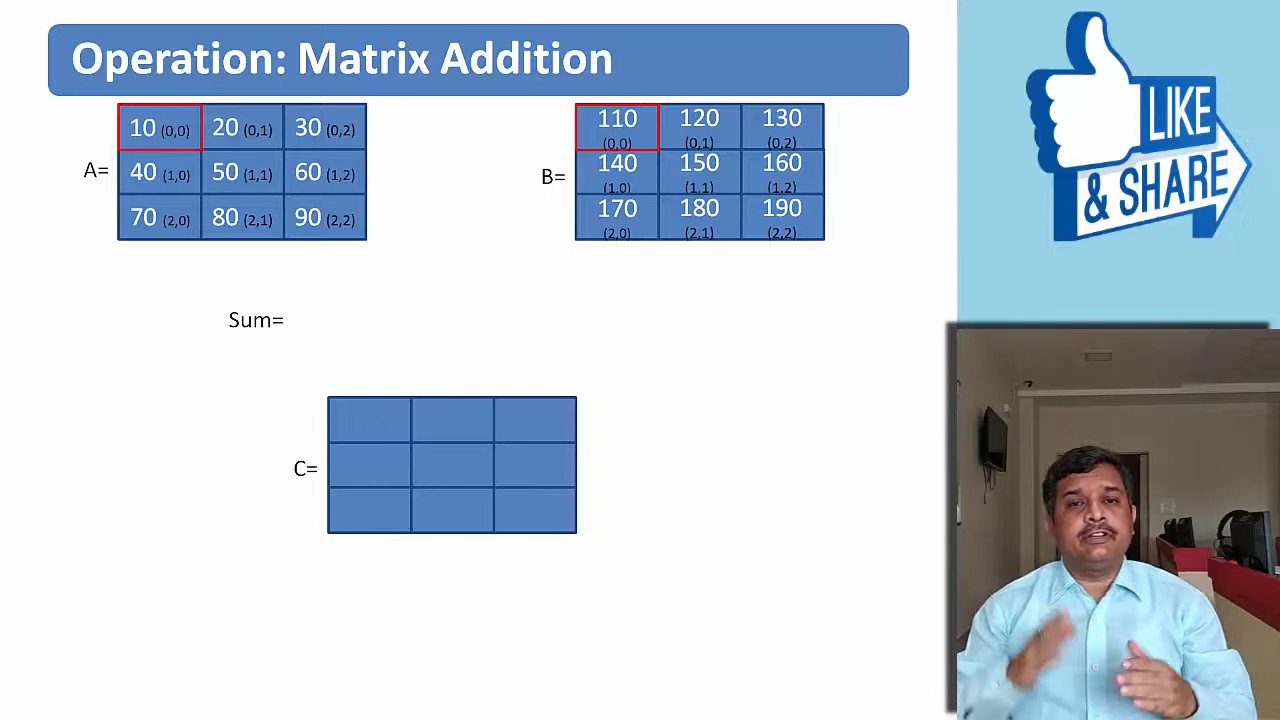 Operation: Matrix Addition
A=
10 (0,0) 20 (0,1) 30 (0,2)
40 (1,0) 50 (1,1) 60 (1,2)
70 (2,0) 80 (2,1) 90 (2,2)
B=
110 120 130
(0,0) (0,1) (0,2)
140 150 160
(1,0) (1,1) (1,2)
170 180 190
(2,0) (2,1) (2,2)
LIKE
& SHARE
Sum=
C=